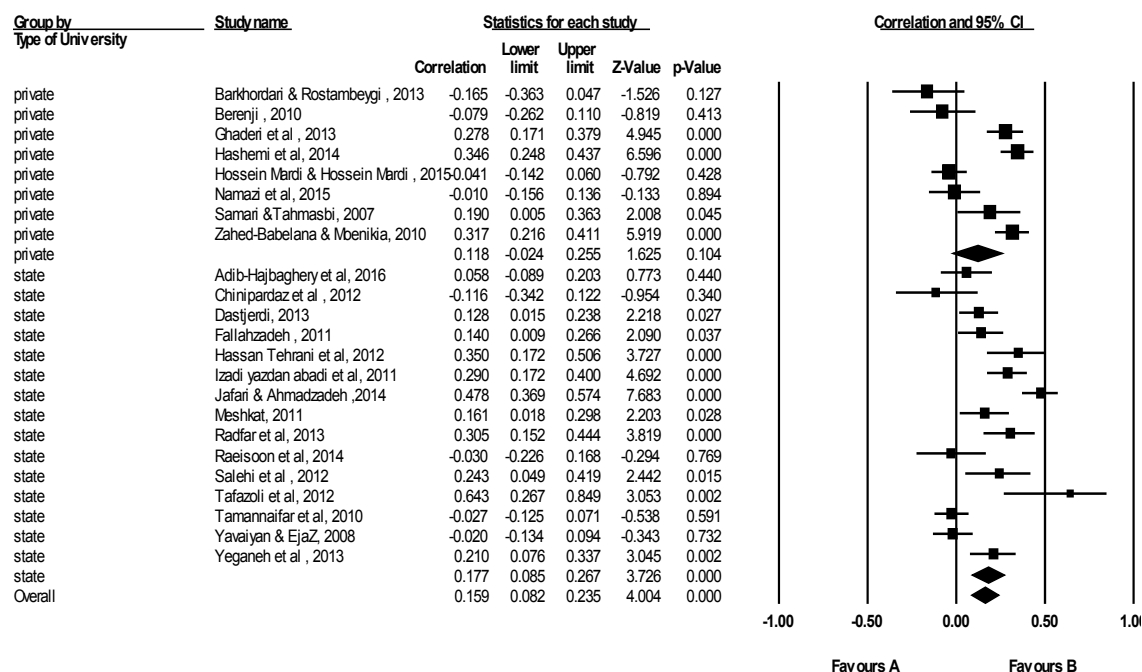 Group by Study name Statistics for each study Correlation and 95% CI
Type of University
Correlation Lower limit Upper limit Z-Value p-Value
private Barkhordari & Rostambeygi , 2013 -0.165 -0.363 0.047 -1.526 0.127
private Berenji, 2010 -0.079 -0.262 0.110 -0.819 0.413
private Ghaderi et al , 2013 0.278 0.171 0.379 4.945 0.000
private Hashemi et al, 2014 0.346 0.248 0.437 6.596 0.000
private Hossein Mardi & Hossein Mardi , 2015 -0.041 -0.142 0.060 -0.792 0.428
private Namazi et al, 2015 -0.010 -0.156 0.136 -0.133 0.894
private Samari &Tahmasbi, 2007 0.190 0.005 0.363 2.008 0.045
private Zahed-Babelana & Moenikia, 2010 0.317 0.216 0.411 5.919 0.000
private 0.118 -0.024 0.255 1.625 0.104
state Adib-Hajbaghery et al, 2016 0.058 -0.089 0.203 0.773 0.440
state Chinipardaz et al , 2012 -0.116 -0.342 0.122 -0.954 0.340
state Dastjerdi, 2013 0.128 0.015 0.238 2.218 0.027
state Fallahzadeh , 2011 0.140 0.009 0.266 2.090 0.037
state Hassan Tehrani et al, 2012 0.350 0.172 0.506 3.727 0.000
state Izadi yazdan abadi et al, 2011 0.290 0.172 0.400 4.692 0.000
state Jafari & Ahmadzadeh ,2014 0.478 0.369 0.574 7.683 0.000
state Meshkat, 2011 0.161 0.018 0.298 2.203 0.028
state Radfar et al, 2013 0.305 0.152 0.444 3.819 0.000
state Raeisoon et al, 2014 -0.030 -0.226 0.168 -0.294 0.769
state Salehi et al, 2012 0.243 0.049 0.419 2.442 0.015
state Tafazoli et al, 2012 0.643 0.267 0.849 3.053 0.002
state Tamannaifar et al, 2010 -0.027 -0.125 0.071 -0.538 0.591
state Yavaiyan & EjaZ, 2008 -0.020 -0.134 0.094 -0.343 0.732
state Yeganeh et al , 2013 0.210 0.076 0.337 3.045 0.002
state 0.177 0.085 0.267 3.726 0.000
Overall 0.159 0.082 0.235 4.004 0.000
-1.00 -0.50 0.00 0.50 1.00
Favours A Favours B